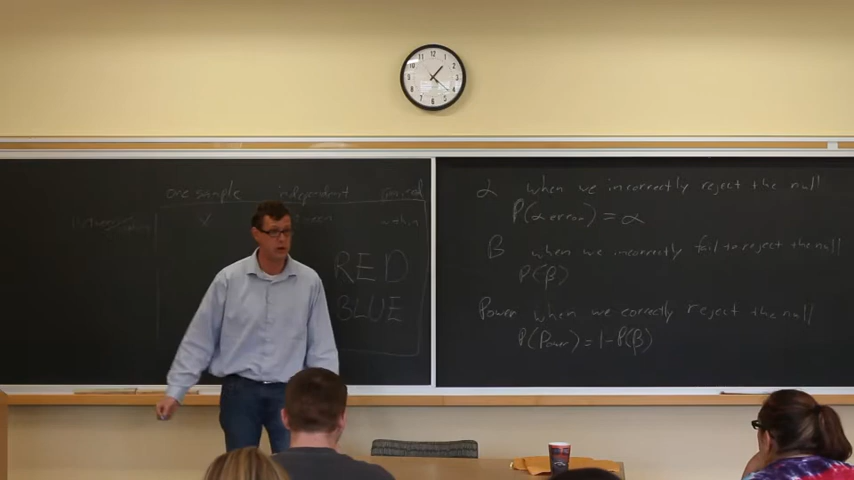 one sample independent paired
within
RED
BLUE
α when we incorrectly reject the null
P(α error) = α
β when we incorrectly fail to reject the null
P(β)
Power when we correctly reject the null
P(Power) = 1-P(β)